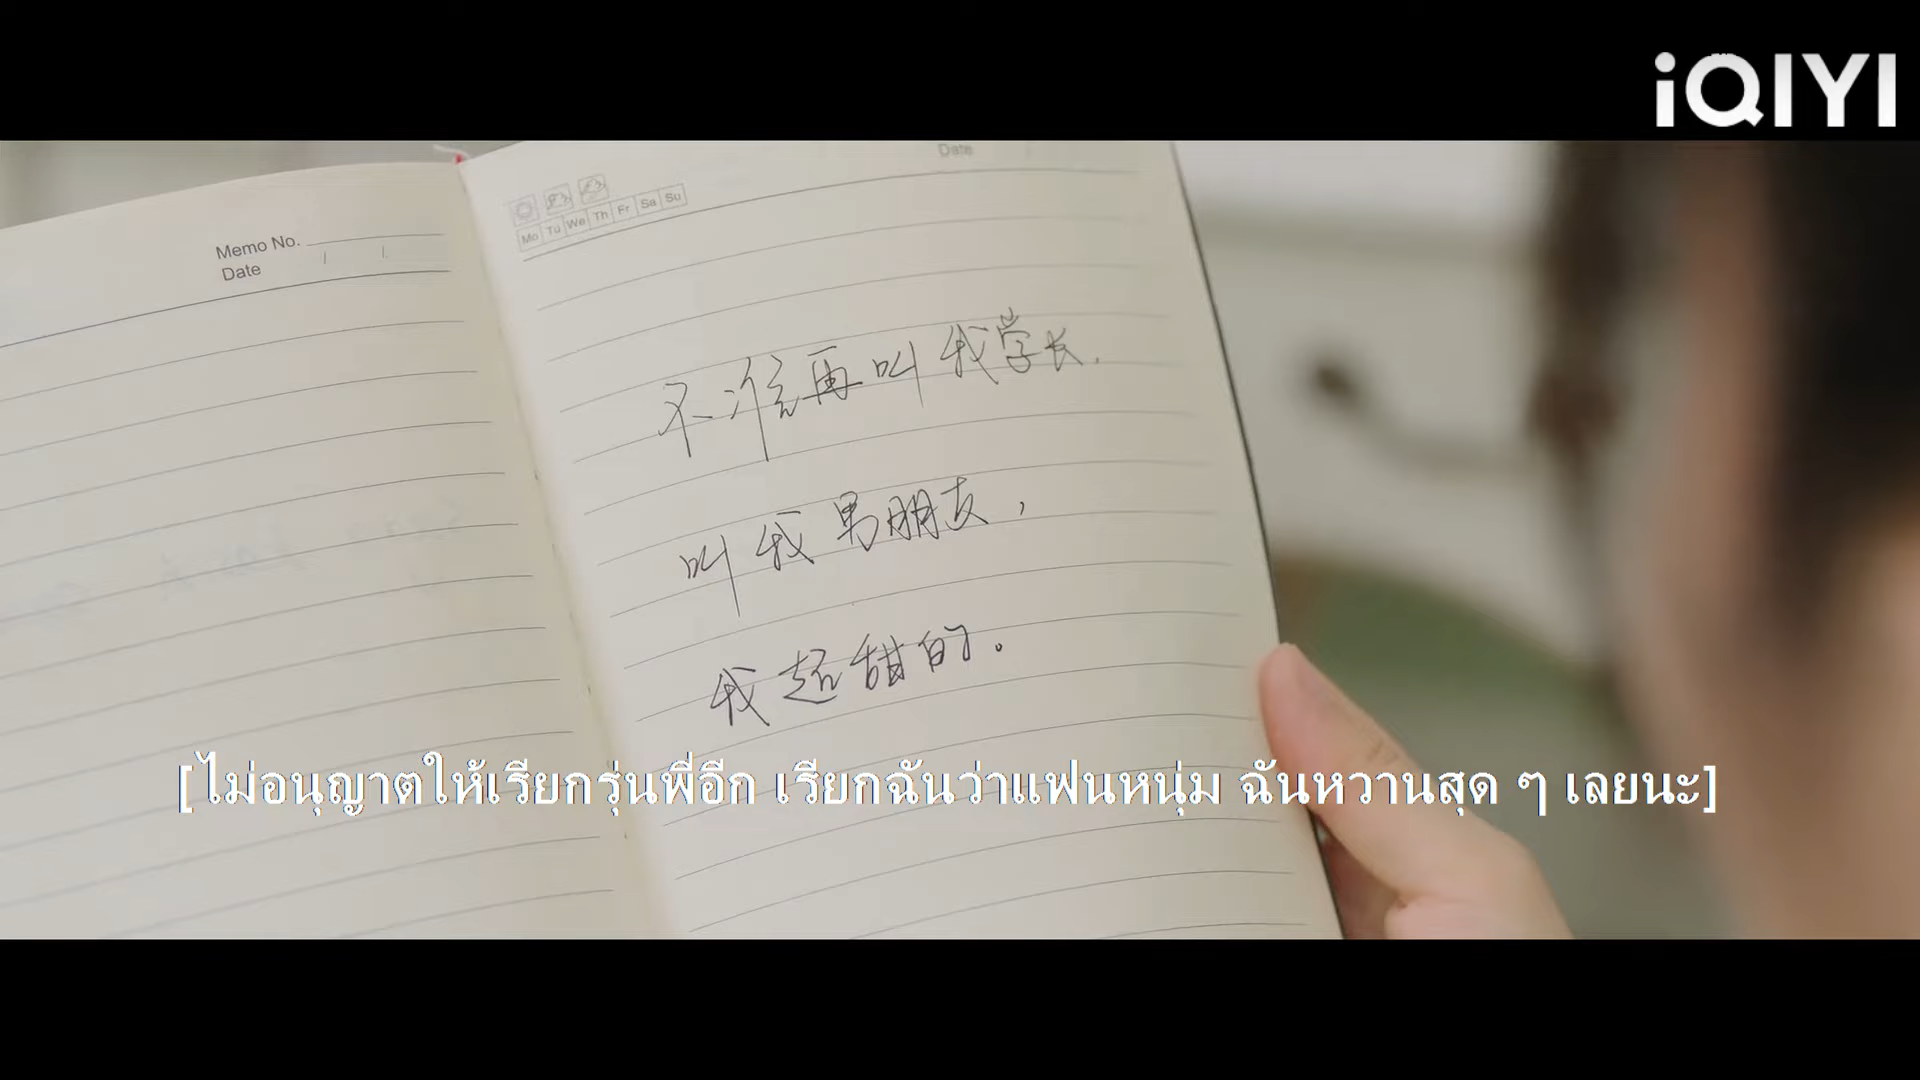 iQIYI
Memo No.
Date
Date
Mo Tu We Th Fr Sa Su
不准再叫我学长.
叫我男朋友,
我超甜的。
[ไม่อนุญาตให้เรียกรุ่นพี่อีก เรียกฉันว่าแฟนหนุ่ม ฉันหวานสุด ๆ เลยนะ]